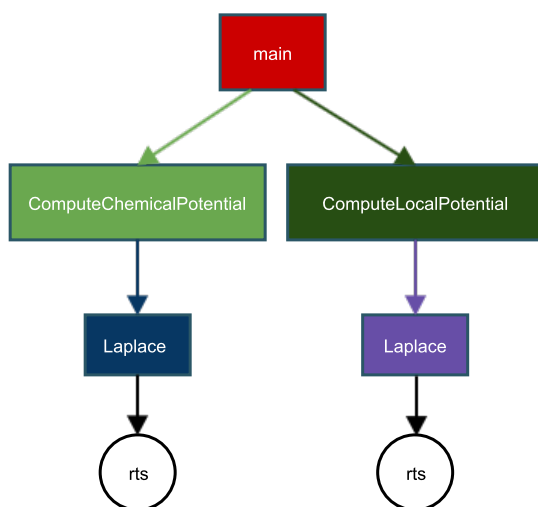 main
ComputeChemicalPotential
ComputeLocalPotential
Laplace
Laplace
rts
rts